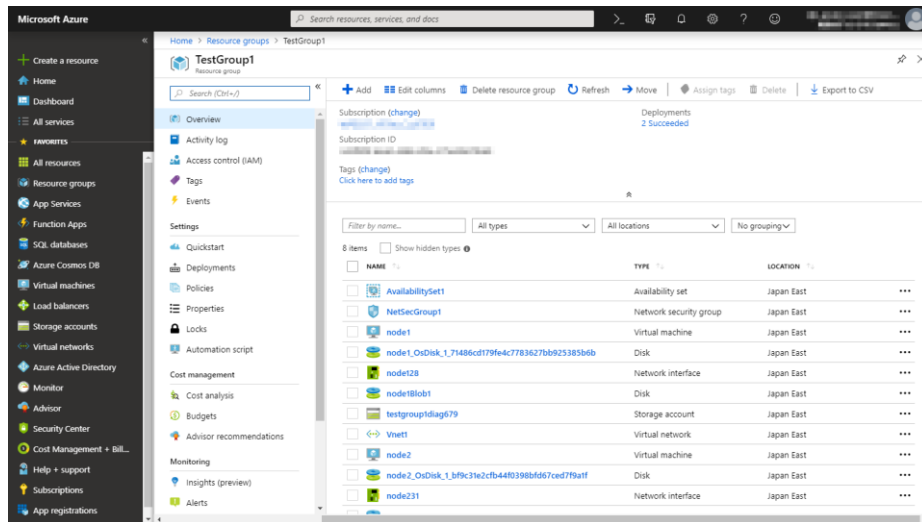 Microsoft Azure
Search resources, services, and docs
Create a resource
Home
Dashboard
All services
FAVORITES
All resources
Resource groups
App Services
Function Apps
SQL databases
Azure Cosmos DB
Virtual machines
Load balancers
Storage accounts
Virtual networks
Azure Active Directory
Monitor
Advisor
Security Center
Cost Management + Bill...
Help + support
Subscriptions
App registrations
Home > Resource groups > TestGroup1
TestGroup1
Resource group
Search (Ctrl+/)
Overview
Activity log
Access control (IAM)
Tags
Events
Settings
Quickstart
Deployments
Policies
Properties
Locks
Automation script
Cost management
Cost analysis
Budgets
Advisor recommendations
Monitoring
Insights (preview)
Alerts
Add Edit columns Delete resource group Refresh Move Assign tags Delete Export to CSV
Subscription (change) Deployments
2 Succeeded
Subscription ID
Tags (change)
Click here to add tags
Filter by name... All types All locations No grouping
8 items Show hidden types
NAME TYPE LOCATION
AvailabilitySet1 Availability set Japan East
NetSecGroup1 Network security group Japan East
node1 Virtual machine Japan East
node1_OsDisk_1_71486cd179fe4c7783627bb925385b6b Disk Japan East
node128 Network interface Japan East
node1Blob1 Disk Japan East
testgroup1diag679 Storage account Japan East
Vnet1 Virtual network Japan East
node2 Virtual machine Japan East
node2_OsDisk_1_bf9c31e2cfb44f0398bfd67ced7f9a1f Disk Japan East
node231 Network interface Japan East